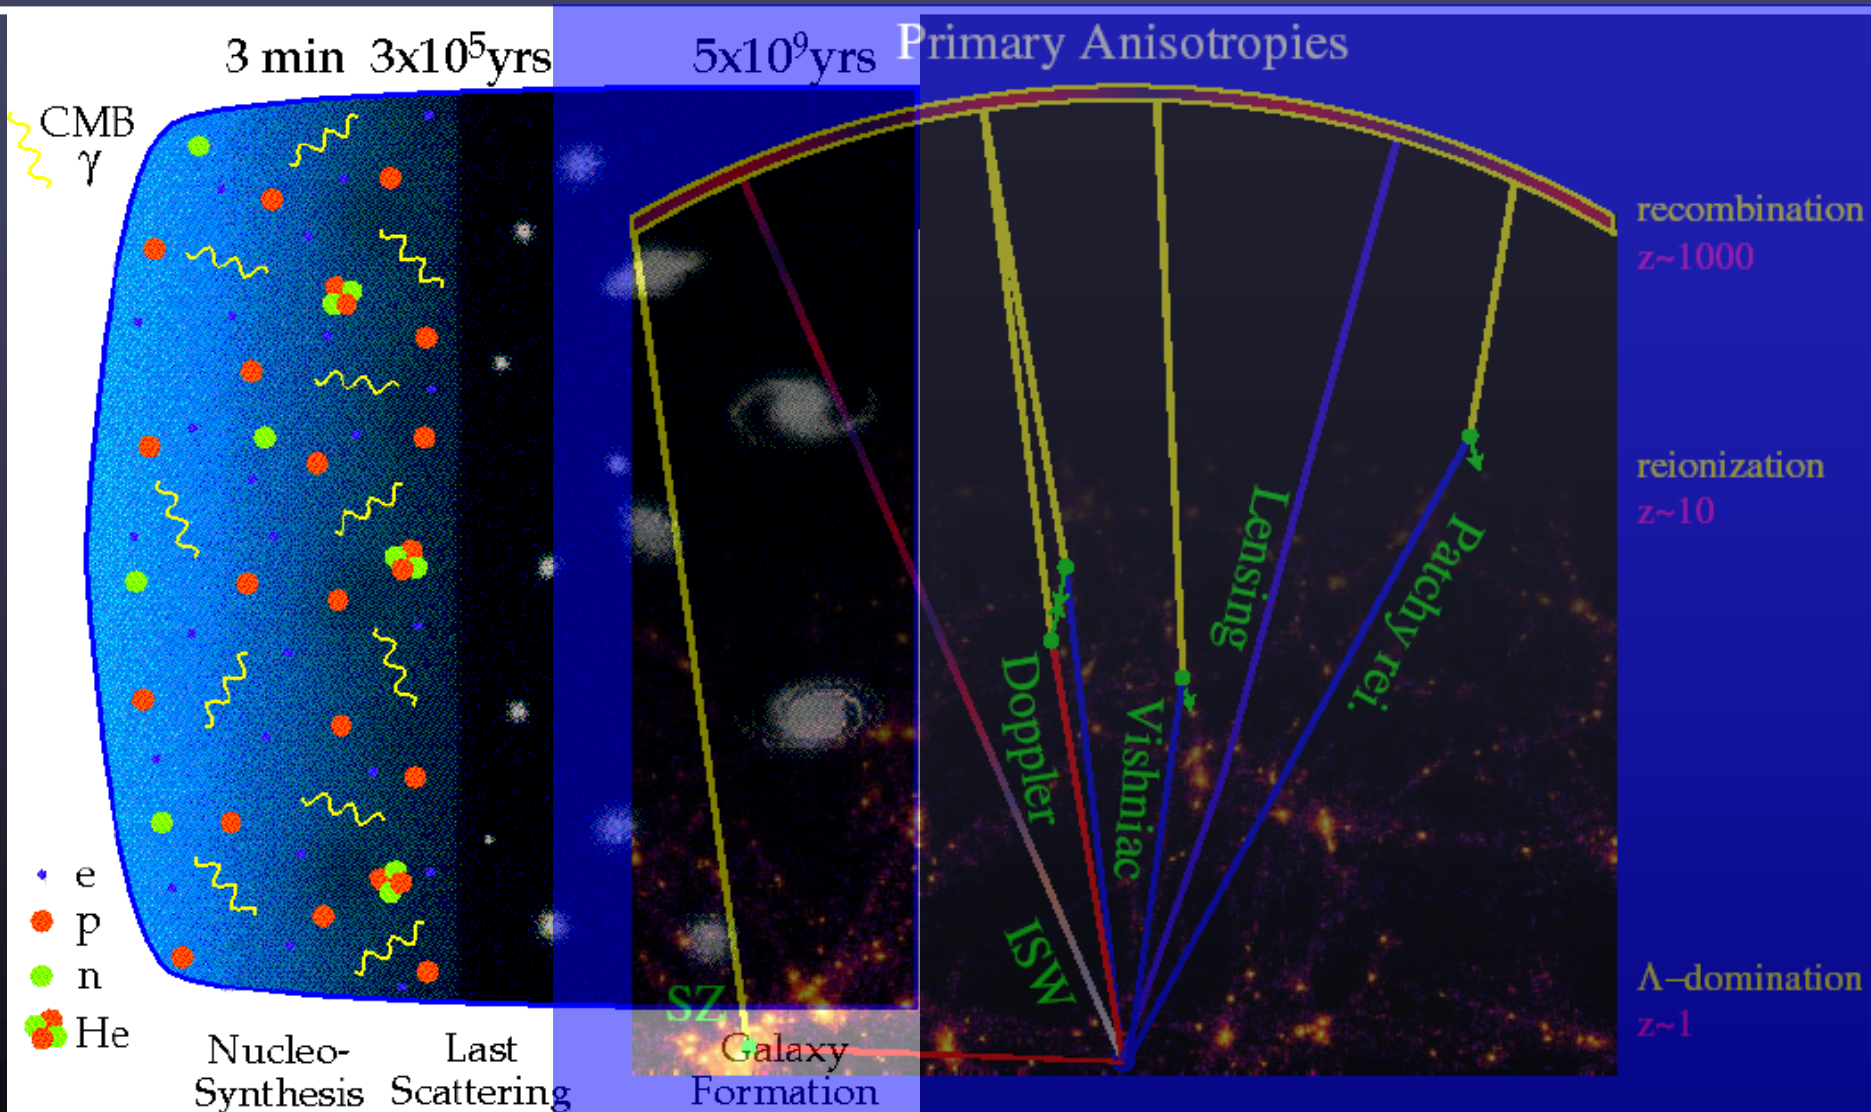 3 min 3x10⁵yrs 5x10⁹yrs Primary Anisotropies
CMB
γ
recombination
z~1000
reionization
z~10
Lensing
Patchy rei.
Doppler
Vishniac
ISW
SZ
Λ–domination
z~1
e
p
n
He
Nucleo-
Synthesis
Last
Scattering
Galaxy
Formation